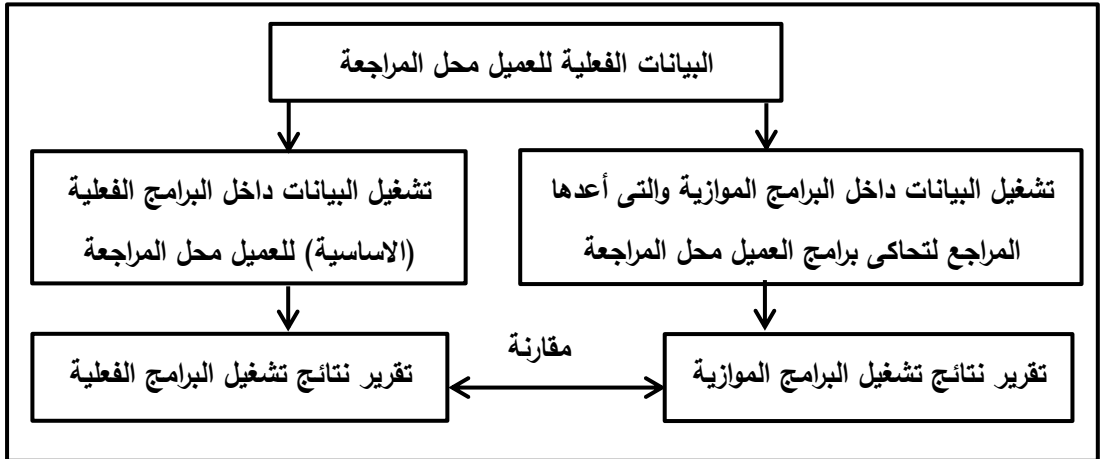 البيانات الفعلية للعميل محل المراجعة
تشغيل البيانات داخل البرامج الموازية والتى أعدها
المراجع لتحاكى برامج العميل محل المراجعة
تشغيل البيانات داخل البرامج الفعلية
(الاساسية) للعميل محل المراجعة
مقارنة
تقرير نتائج تشغيل البرامج الموازية
تقرير نتائج تشغيل البرامج الفعلية